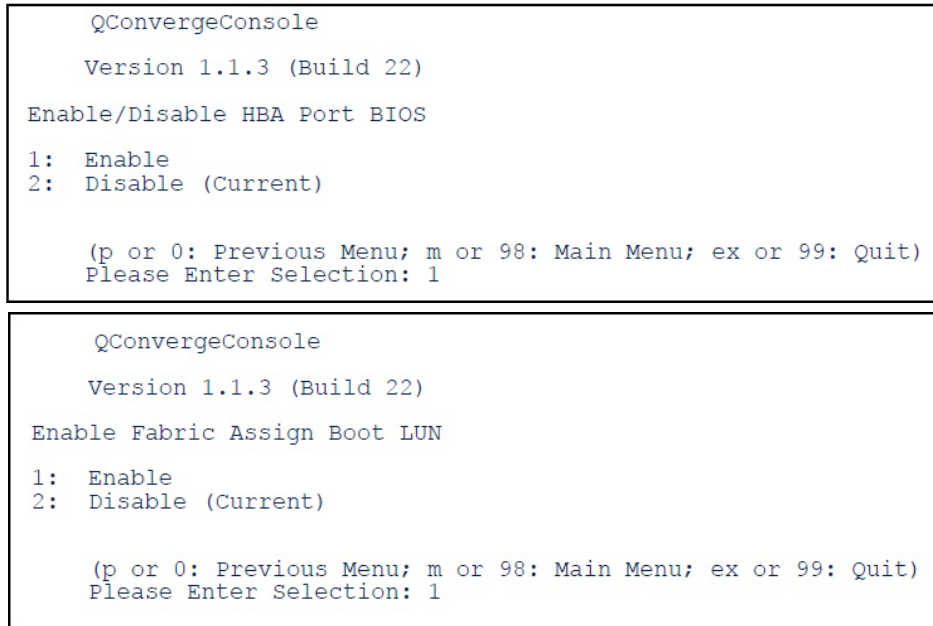 QConvergeConsole
Version 1.1.3 (Build 22)
Enable/Disable HBA Port BIOS
1: Enable
2: Disable (Current)
(p or 0: Previous Menu; m or 98: Main Menu; ex or 99: Quit)
Please Enter Selection: 1
QConvergeConsole
Version 1.1.3 (Build 22)
Enable Fabric Assign Boot LUN
1: Enable
2: Disable (Current)
(p or 0: Previous Menu; m or 98: Main Menu; ex or 99: Quit)
Please Enter Selection: 1